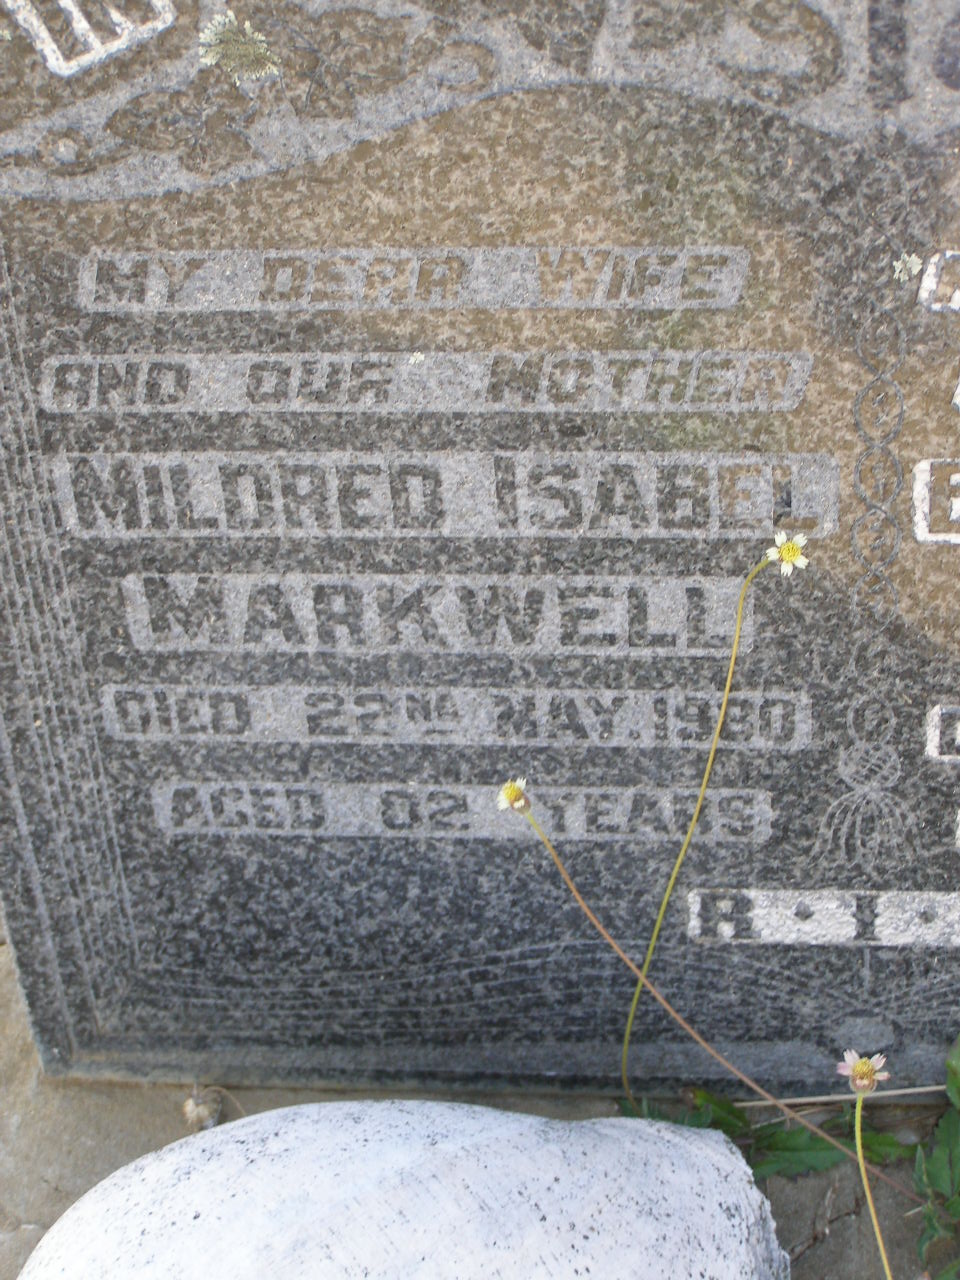 MY DEAR WIFE
AND OUR MOTHER
MILDRED ISABEL
MARKWELL
DIED 22ND MAY. 1980
AGED 82 YEARS
R · I ·